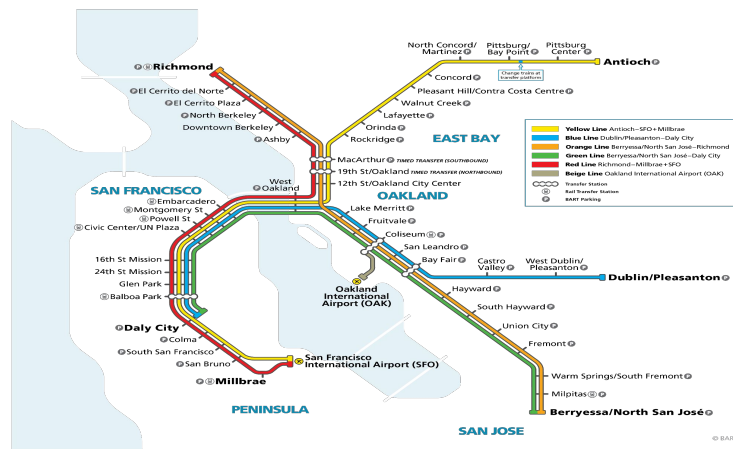 North Concord/
Martinez P
Pittsburg/
Bay Point P
Pittsburg
Center P
Antioch P
Change trains at
transfer platform
Richmond
El Cerrito del Norte
El Cerrito Plaza
North Berkeley
Downtown Berkeley
Ashby
Concord P
Pleasant Hill/Contra Costa Centre P
Walnut Creek P
Lafayette P
Orinda P
Rockridge P
EAST BAY
MacArthur P TIMED TRANSFER (SOUTHBOUND)
19th St/Oakland TIMED TRANSFER (NORTHBOUND)
12th St/Oakland City Center
Yellow Line Antioch–SFO+Millbrae
Blue Line Dublin/Pleasanton–Daly City
Orange Line Berryessa/North San José–Richmond
Green Line Berryessa/North San José–Daly City
Red Line Richmond–Millbrae+SFO
Beige Line Oakland International Airport (OAK)
Transfer Station
Rail Transfer Station
P BART Parking
SAN FRANCISCO
West
P Oakland
OAKLAND
Embarcadero
Montgomery St
Powell St
Civic Center/UN Plaza
16th St Mission
24th St Mission
Glen Park
Balboa Park
Lake Merritt P
Fruitvale P
Coliseum P
San Leandro P
Bay Fair P
Castro
Valley P
West Dublin/
Pleasanton P
Dublin/Pleasanton P
Oakland
International
Airport (OAK)
Hayward P
South Hayward P
Union City P
Fremont P
Warm Springs/South Fremont P
Milpitas P
Berryessa/North San José P
P Daly City
P Colma
P South San Francisco
P San Bruno
P Millbrae
San Francisco
International Airport (SFO)
PENINSULA
SAN JOSE
© BAR